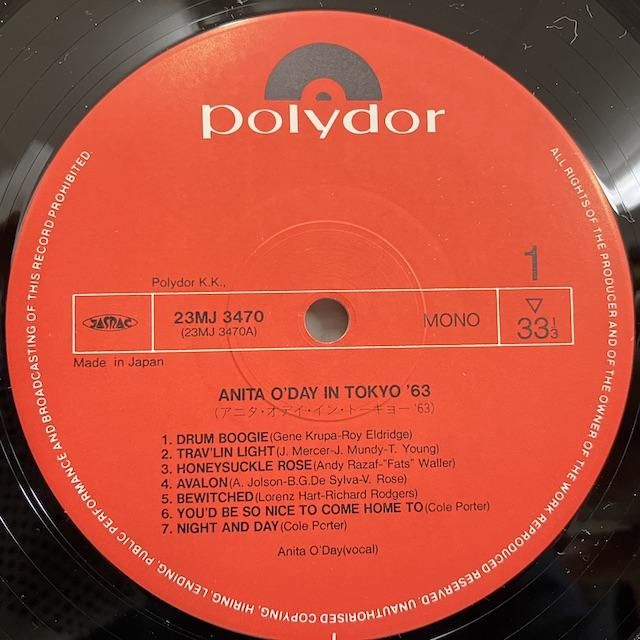 polydor
ALL RIGHTS OF THE PRODUCER AND OF THE OWNER OF THE WORK REPRODUCED RESERVED. UNAUTHORISED COPYING, HIRING, LENDING, PUBLIC PERFORMANCE AND BROADCASTING OF THIS RECORD PROHIBITED.
1
Polydor K.K.,
JASRAC
23MJ 3470
(23MJ 3470A)
MONO
▽
33⅓
Made in Japan
ANITA O'DAY IN TOKYO '63
(アニタ・オデイ・イン・トーキョー '63)
1. DRUM BOOGIE(Gene Krupa-Roy Eldridge)
2. TRAV'LIN LIGHT(J. Mercer-J. Mundy-T. Young)
3. HONEYSUCKLE ROSE(Andy Razaf-"Fats" Waller)
4. AVALON(A. Jolson-B.G.De Sylva-V. Rose)
5. BEWITCHED(Lorenz Hart-Richard Rodgers)
6. YOU'D BE SO NICE TO COME HOME TO(Cole Porter)
7. NIGHT AND DAY(Cole Porter)
Anita O'Day(vocal)